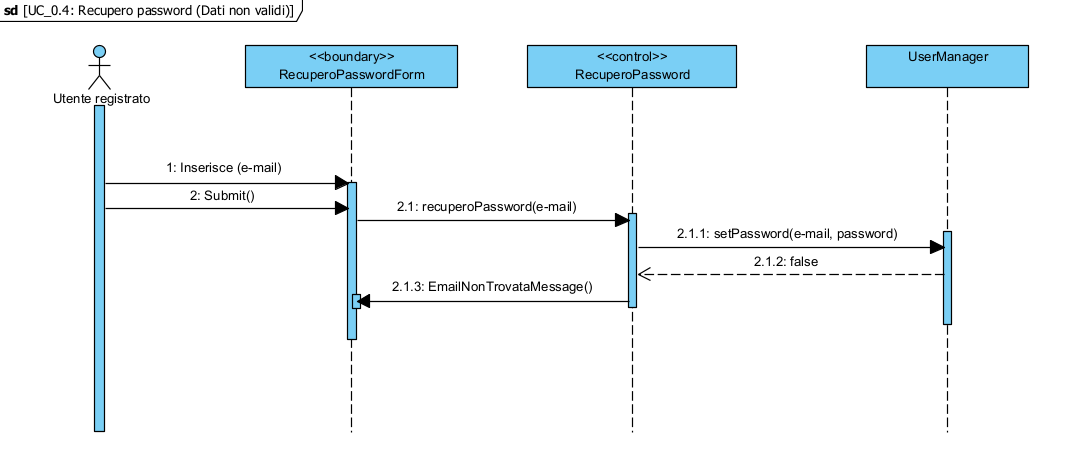 sd [UC_0.4: Recupero password (Dati non validi)]
<<boundary>>
RecuperoPasswordForm
<<control>>
RecuperoPassword
UserManager
Utente registrato
1: Inserisce (e-mail)
2: Submit()
2.1: recuperoPassword(e-mail)
2.1.1: setPassword(e-mail, password)
2.1.2: false
2.1.3: EmailNonTrovataMessage()